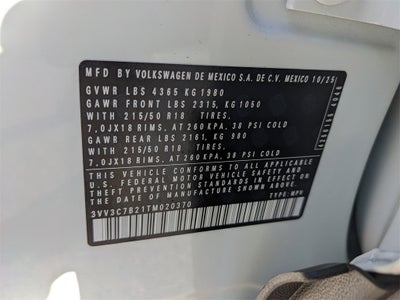 MFD BY VOLKSWAGEN DE MEXICO S.A. DE C.V. MEXICO 10/25
GVWR LBS 4365 KG 1980
GAWR FRONT LBS 2315, KG 1050
WITH 215/50 R18 TIRES.
7,0JX18 RIMS, AT 260 KPA, 38 PSI COLD
GAWR REAR LBS 2161, KG 980
WITH 215/50 R18 TIRES.
7,0JX18 RIMS, AT 260 KPA, 38 PSI COLD
THIS VEHICLE CONFORMS TO ALL APPLICABLE
U.S. FEDERAL MOTOR VEHICLE SAFETY AND THEFT
PREVENTION STANDARDS IN EFFECT ON
THE DATE OF MANUFACTURE SHOWN ABOVE.
3VV3C7B21TM020370 TYPE: MPV